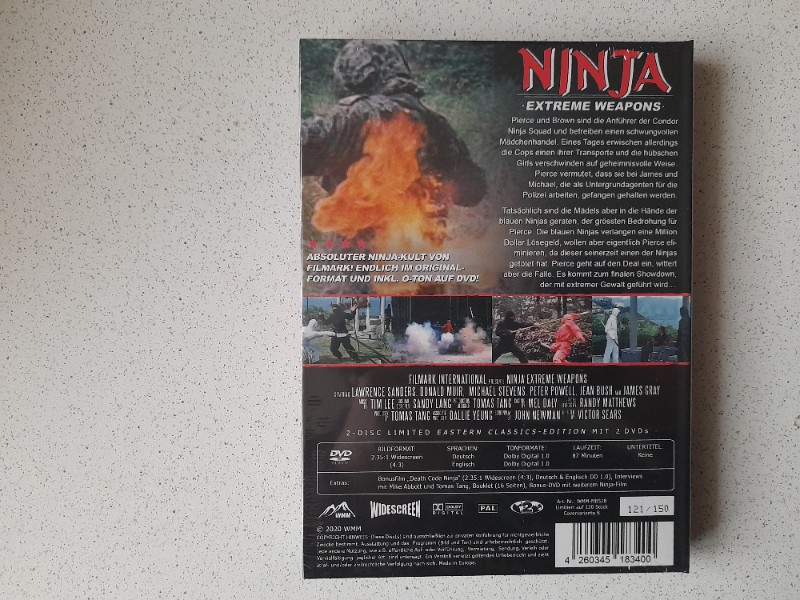 NINJA
·EXTREME WEAPONS·
Pierce und Brown sind die Anführer der Condor
Ninja Squad und betreiben einen schwungvollen
Mädchenhandel. Eines Tages erwischen allerdings
die Cops einen ihrer Transporte und die hübschen
Girls verschwinden auf geheimnisvolle Weise.
Pierce vermutet, dass sie bei James und
Michael, die als Untergrundagenten für die
Polizei arbeiten, gefangen gehalten werden.
Tatsächlich sind die Mädels aber in die Hände der
blauen Ninjas geraten, der grössten Bedrohung für
Pierce. Die blauen Ninjas verlangen eine Million
Dollar Lösegeld, wollen aber eigentlich Pierce eli-
minieren, da dieser seinerzeit einen der Ninjas
getötet hat. Pierce geht auf den Deal ein, wittert
aber die Falle. Es kommt zum finalen Showdown,
der mit extremer Gewalt geführt wird...
ABSOLUTER NINJA-KULT VON
FILMARK! ENDLICH IM ORIGINAL-
FORMAT UND INKL. O-TON AUF DVD!
FILMARK INTERNATIONAL NINJA EXTREME WEAPONS
LAWRENCE SANDERS, DONALD MUIR, MICHAEL STEVENS, PETER POWELL, JEAN BUSH AND JAMES GRAY
TIM LEE SANDY LANG TOMAS TANG MEL DALY RANDY MATTHEWS
TOMAS TANG DALLIE YEUNG JOHN NEWMAN VICTOR SEARS
2-DISC LIMITED EASTERN CLASSICS-EDITION MIT 2 DVDs
DVD
BILDFORMAT: SPRACHEN: TONFORMATE: LAUFZEIT: UNTERTITEL:
2.35:1 Widescreen Deutsch Dolby Digital 1.0 87 Minuten Keine
(4:3) Englisch Dolby Digital 1.0
Extras: Bonusfilm „Death Code Ninja" (2.35:1 Widescreen (4:3), Deutsch & Englisch DD 1.0), Interviews
mit Mike Abbott und Tomas Tang, Booklet (16 Seiten), Bonus-DVD mit weiterem Ninja-Film
WMM WIDESCREEN DOLBY DIGITAL PAL 2
121/150
© 2020 WMM
4 260345 183400